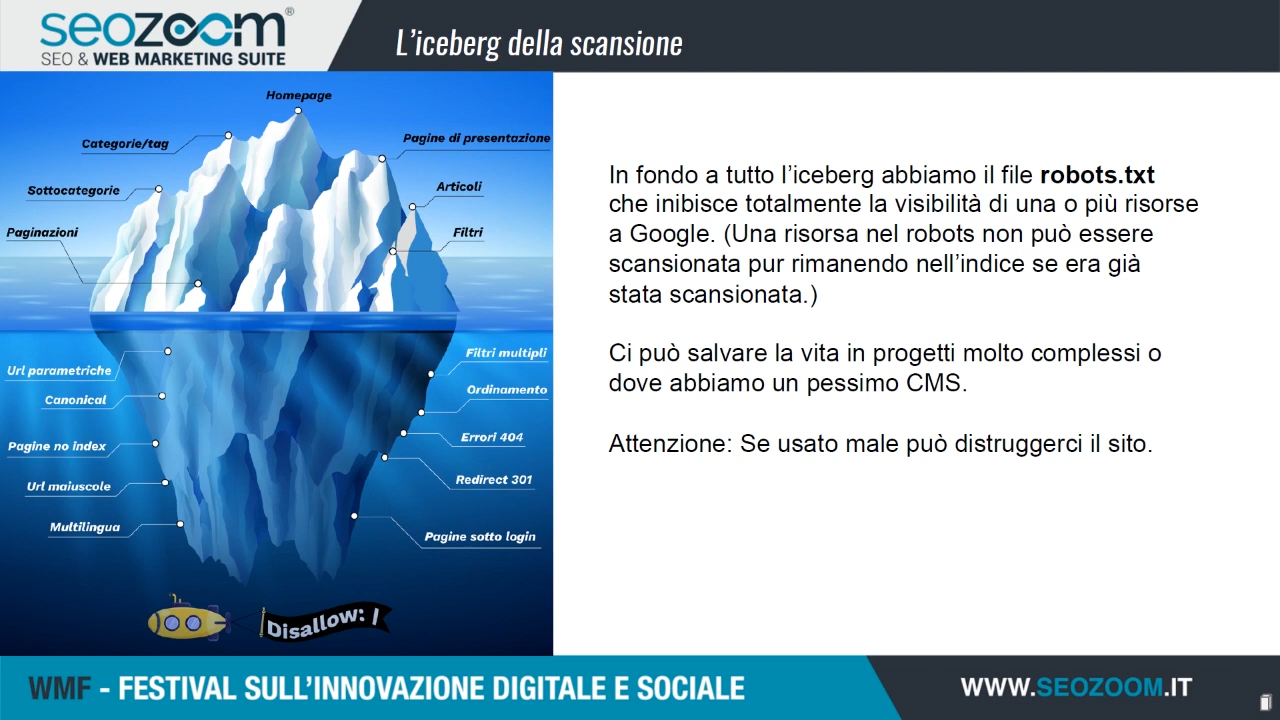 seozoom®
SEO & WEB MARKETING SUITE
L'iceberg della scansione
Homepage
Categorie/tag
Pagine di presentazione
Sottocategorie
Articoli
Paginazioni
Filtri
Url parametriche
Filtri multipli
Canonical
Ordinamento
Pagine no index
Errori 404
Url maiuscole
Redirect 301
Multilingua
Pagine sotto login
Disallow: /
In fondo a tutto l'iceberg abbiamo il file robots.txt
che inibisce totalmente la visibilità di una o più risorse
a Google. (Una risorsa nel robots non può essere
scansionata pur rimanendo nell'indice se era già
stata scansionata.)
Ci può salvare la vita in progetti molto complessi o
dove abbiamo un pessimo CMS.
Attenzione: Se usato male può distruggerci il sito.
WMF - FESTIVAL SULL'INNOVAZIONE DIGITALE E SOCIALE
WWW.SEOZOOM.IT